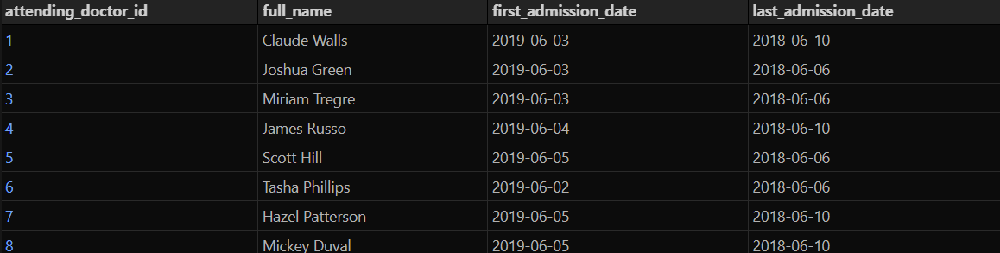 attending_doctor_id full_name first_admission_date last_admission_date
1 Claude Walls 2019-06-03 2018-06-10
2 Joshua Green 2019-06-03 2018-06-06
3 Miriam Tregre 2019-06-03 2018-06-06
4 James Russo 2019-06-04 2018-06-10
5 Scott Hill 2019-06-05 2018-06-06
6 Tasha Phillips 2019-06-02 2018-06-06
7 Hazel Patterson 2019-06-05 2018-06-10
8 Mickey Duval 2019-06-05 2018-06-10